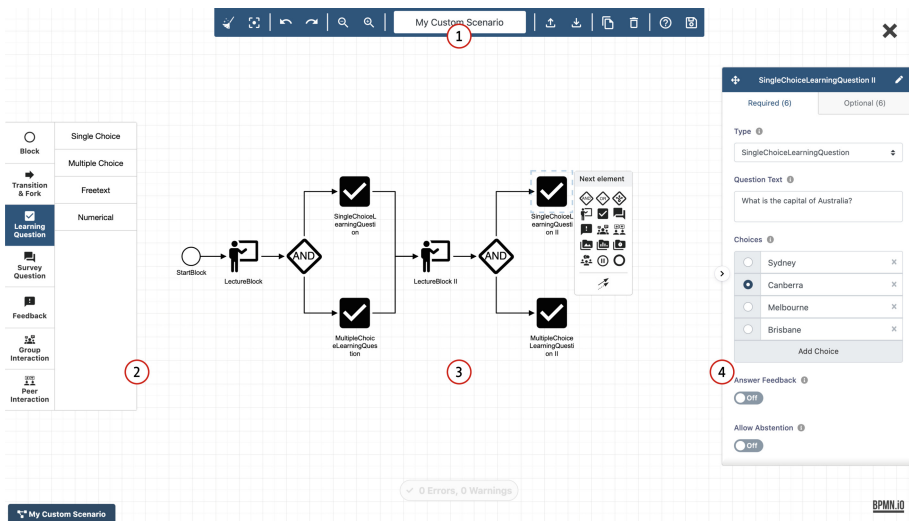 My Custom Scenario
1
SingleChoiceLearningQuestion II
Required (6)
Optional (6)
Type
SingleChoiceLearningQuestion
Question Text
What is the capital of Australia?
Choices
Sydney
Canberra
Melbourne
Brisbane
Add Choice
4
Answer Feedback
Off
Allow Abstention
Off
Block
Transition
& Fork
Learning
Question
Survey
Question
Feedback
Group
Interaction
Peer
Interaction
Single Choice
Multiple Choice
Freetext
Numerical
2
StartBlock
LectureBlock
AND
SingleChoiceL
earningQuesti
on
MultipleChoic
eLearningQues
tion
LectureBlock II
AND
SingleChoiceL
earningQuesti
on II
MultipleChoice
LearningQuesti
on II
3
Next element
AND
0 Errors, 0 Warnings
My Custom Scenario
BPMN.iO